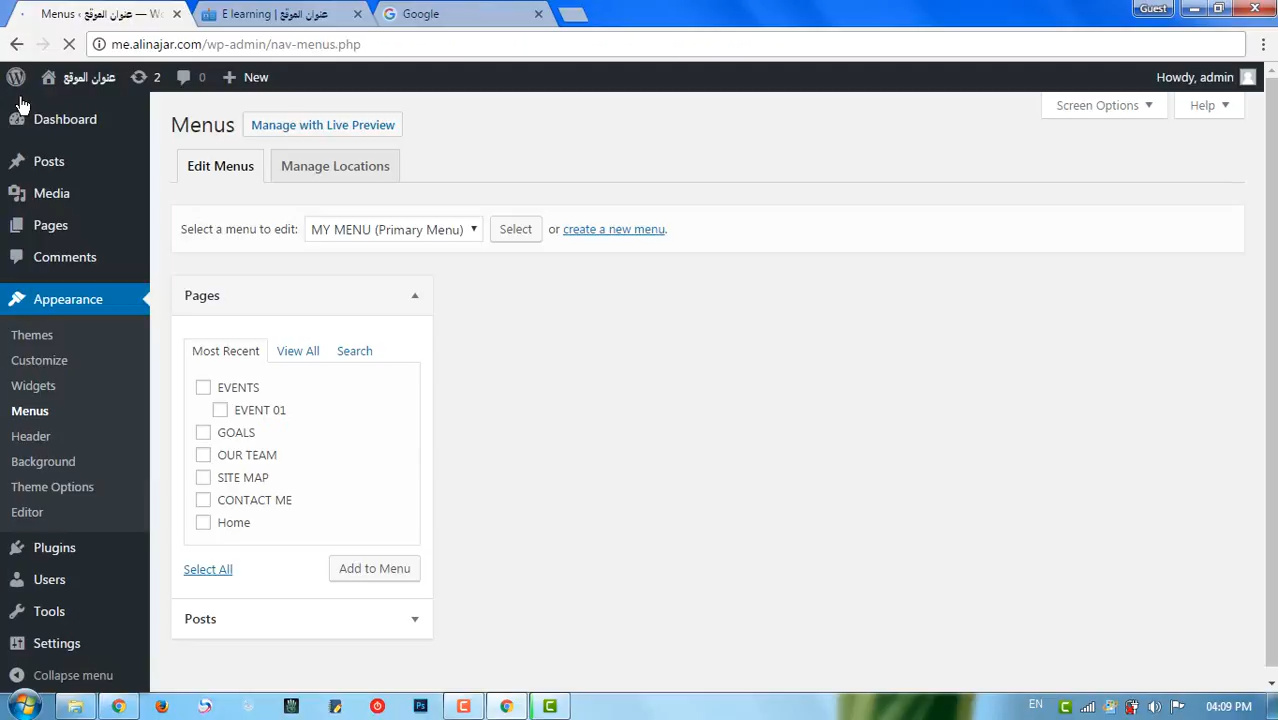 Menus ‹ عنوان الموقع — W
E learning | عنوان الموقع
Google
Guest
me.alinajar.com/wp-admin/nav-menus.php
عنوان الموقع
2
0
New
Howdy, admin
Dashboard
Posts
Media
Pages
Comments
Appearance
Themes
Customize
Widgets
Menus
Header
Background
Theme Options
Editor
Plugins
Users
Tools
Settings
Collapse menu
Screen Options
Help
Menus
Manage with Live Preview
Edit Menus
Manage Locations
Select a menu to edit: MY MENU (Primary Menu) Select or create a new menu.
Pages
Most Recent View All Search
EVENTS
EVENT 01
GOALS
OUR TEAM
SITE MAP
CONTACT ME
Home
Select All
Add to Menu
Posts
EN
04:09 PM